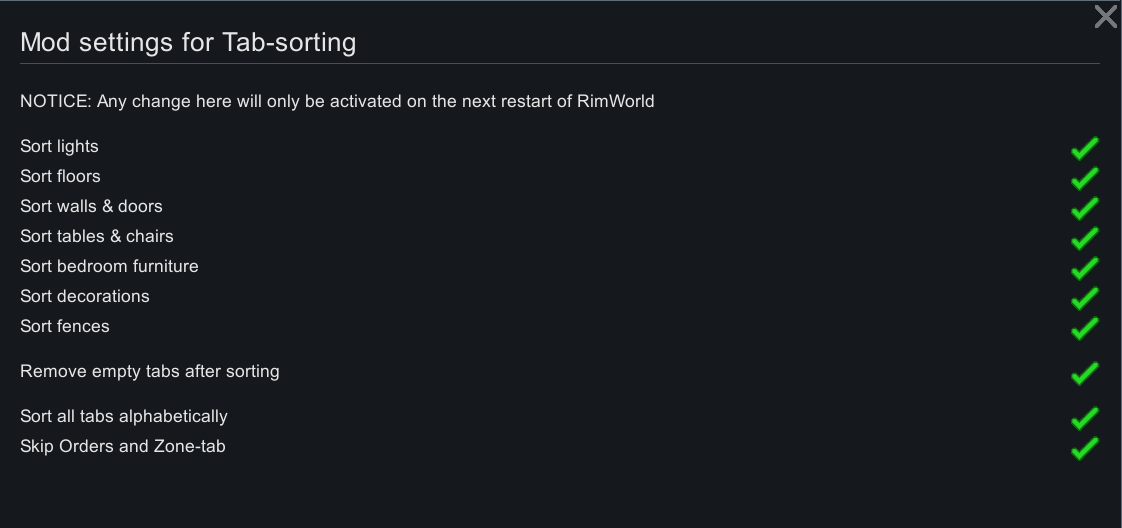 Mod settings for Tab-sorting
NOTICE: Any change here will only be activated on the next restart of RimWorld
Sort lights
Sort floors
Sort walls & doors
Sort tables & chairs
Sort bedroom furniture
Sort decorations
Sort fences
Remove empty tabs after sorting
Sort all tabs alphabetically
Skip Orders and Zone-tab